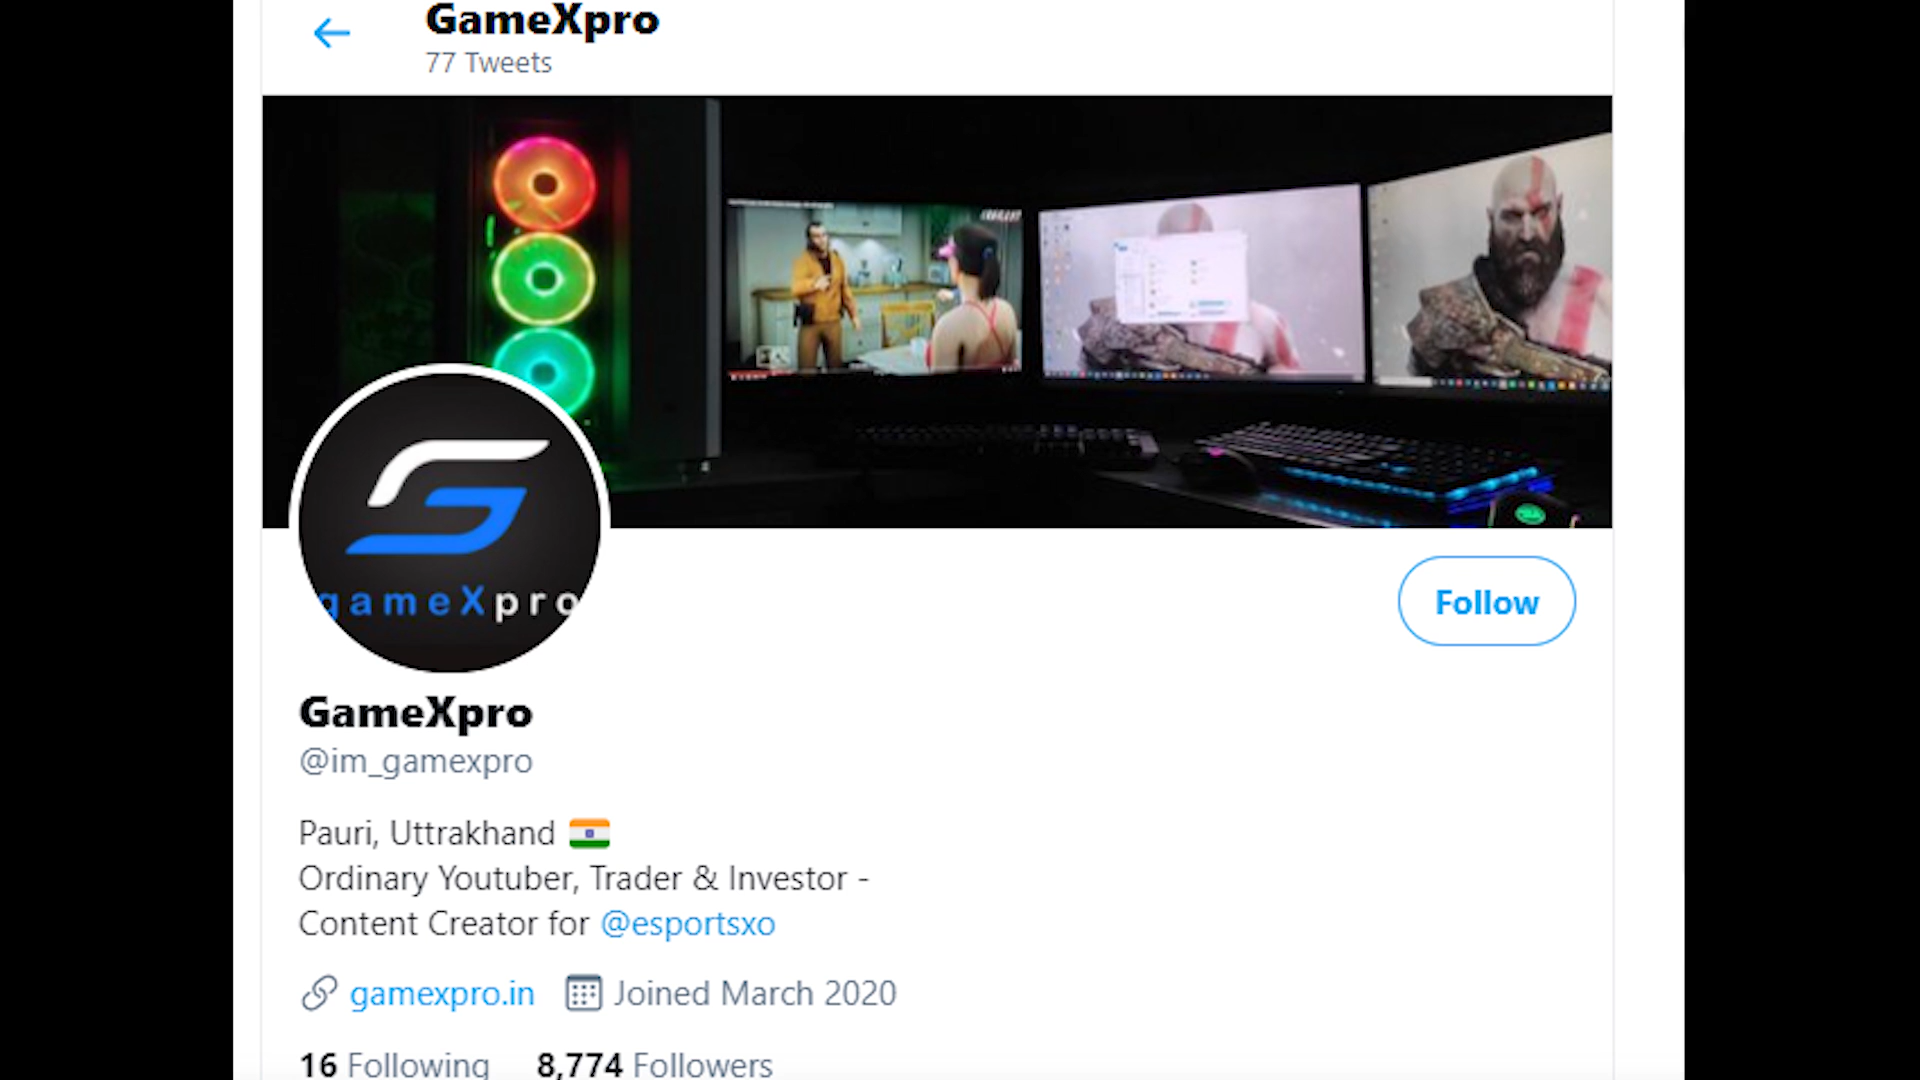 GameXpro
77 Tweets
gameXpro
Follow
GameXpro
@im_gamexpro
Pauri, Uttrakhand
Ordinary Youtuber, Trader & Investor -
Content Creator for @esportsxo
gamexpro.in Joined March 2020
16 Following 8,774 Followers